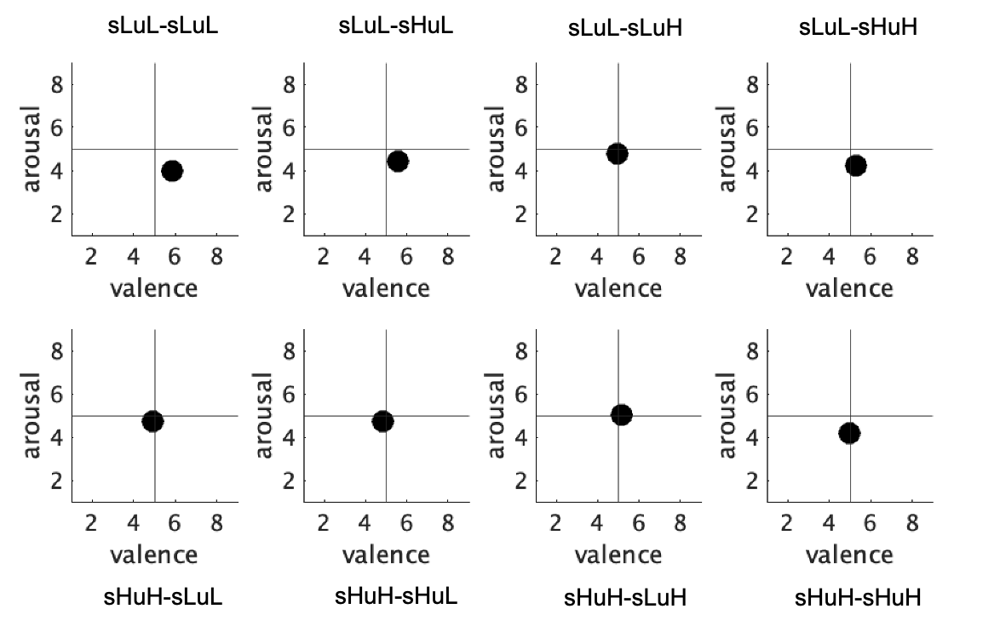 sLuL-sLuL
sLuL-sHuL
sLuL-sLuH
sLuL-sHuH
8
6
4
2
arousal
2 4 6 8
valence
8
6
4
2
arousal
2 4 6 8
valence
8
6
4
2
arousal
2 4 6 8
valence
8
6
4
2
arousal
2 4 6 8
valence
8
6
4
2
arousal
2 4 6 8
valence
8
6
4
2
arousal
2 4 6 8
valence
8
6
4
2
arousal
2 4 6 8
valence
8
6
4
2
arousal
2 4 6 8
valence
sHuH-sLuL
sHuH-sHuL
sHuH-sLuH
sHuH-sHuH